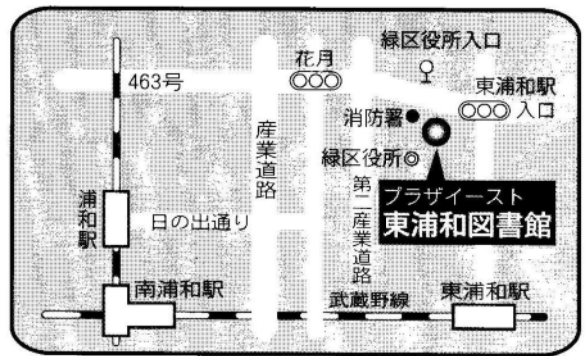 緑区役所入口
花月
463号
東浦和駅
入口
消防署
産業道路
緑区役所
プラザイースト
東浦和図書館
第二産業道路
浦和駅
日の出通り
南浦和駅
武蔵野線
東浦和駅